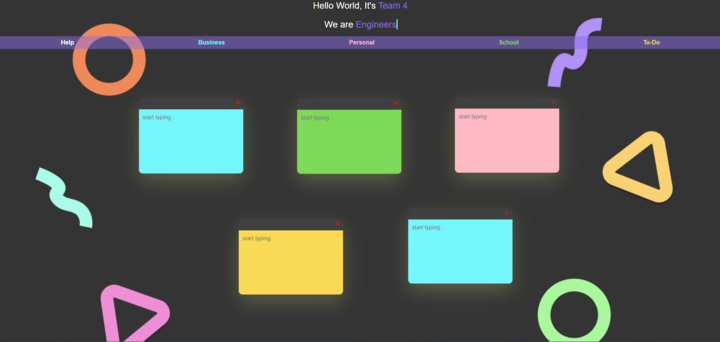 Hello World, It's Team 4
We are Engineers
Help Business Personal School To-Do
start typing...
start typing...
start typing...
start typing...
start typing...